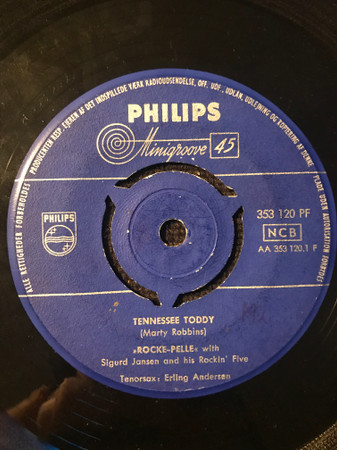 PRODUCENTEN RESP. EJEREN AF DET INDSPILLEDE VÆRK RADIOUDSENDELSE, OFF. UDF., UDLÅN, UDLEJNING OG KOPIERING AF DENNE
PLADE UDEN AUTORISATION FORBUDT
ALLE RETTIGHEDER FORBEHOLDES
PHILIPS
Minigroove 45
PHILIPS
353 120 PF
NCB
AA 353 120.1 F
TENNESSEE TODDY
(Marty Robbins)
»ROCKE-PELLE« with
Sigurd Jansen and his Rockin' Five
Tenorsax: Erling Andersen